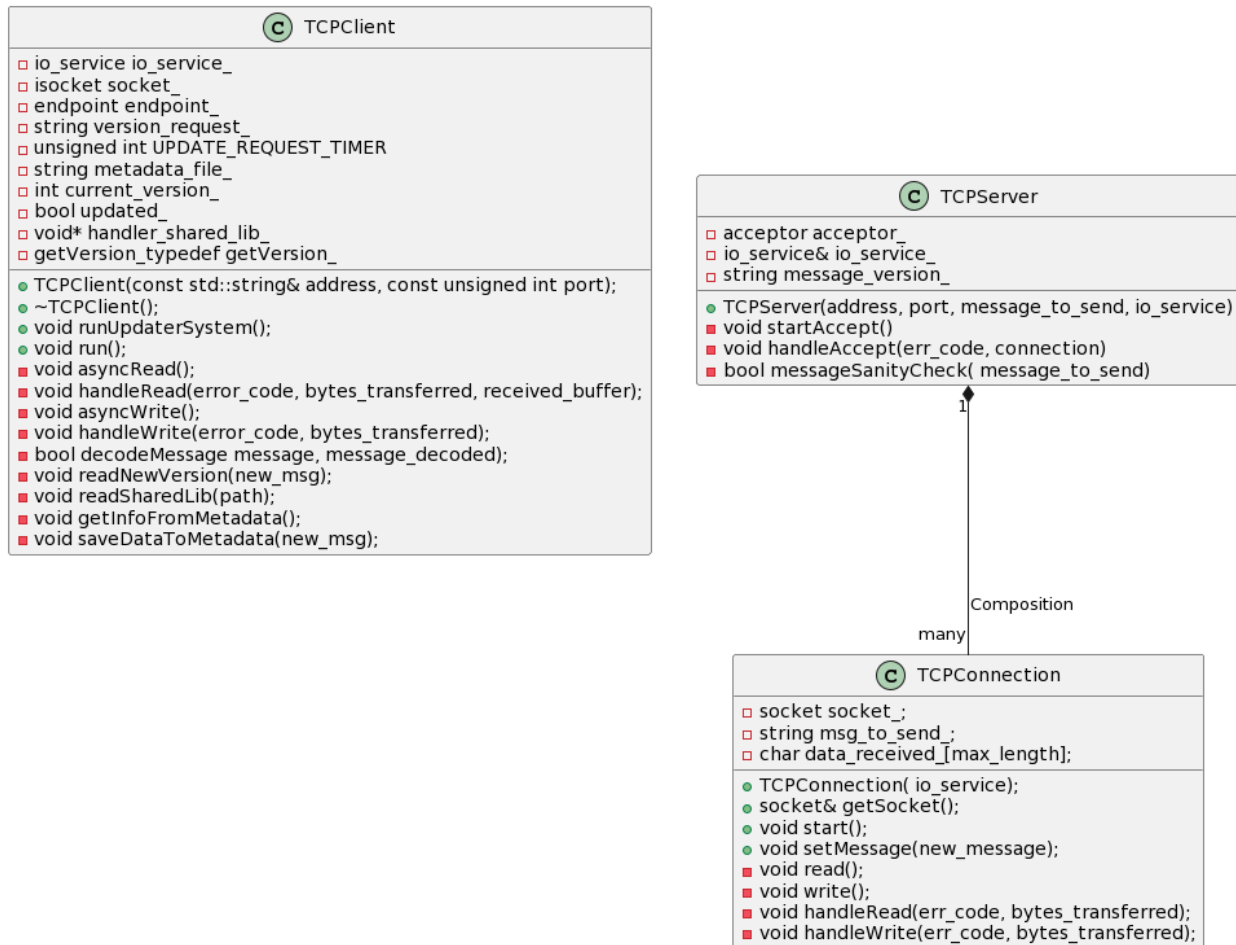 C TCPClient
io_service io_service_
isocket socket_
endpoint endpoint_
string version_request_
unsigned int UPDATE_REQUEST_TIMER
string metadata_file_
int current_version_
bool updated_
void* handler_shared_lib_
getVersion_typedef getVersion_
TCPClient(const std::string& address, const unsigned int port);
~TCPClient();
void runUpdaterSystem();
void run();
void asyncRead();
void handleRead(error_code, bytes_transferred, received_buffer);
void asyncWrite();
void handleWrite(error_code, bytes_transferred);
bool decodeMessage message, message_decoded);
void readNewVersion(new_msg);
void readSharedLib(path);
void getInfoFromMetadata();
void saveDataToMetadata(new_msg);
C TCPServer
acceptor acceptor_
io_service& io_service_
string message_version_
TCPServer(address, port, message_to_send, io_service)
void startAccept()
void handleAccept(err_code, connection)
bool messageSanityCheck( message_to_send)
1
Composition
many
C TCPConnection
socket socket_;
string msg_to_send_;
char data_received_[max_length];
TCPConnection( io_service);
socket& getSocket();
void start();
void setMessage(new_message);
void read();
void write();
void handleRead(err_code, bytes_transferred);
void handleWrite(err_code, bytes_transferred);